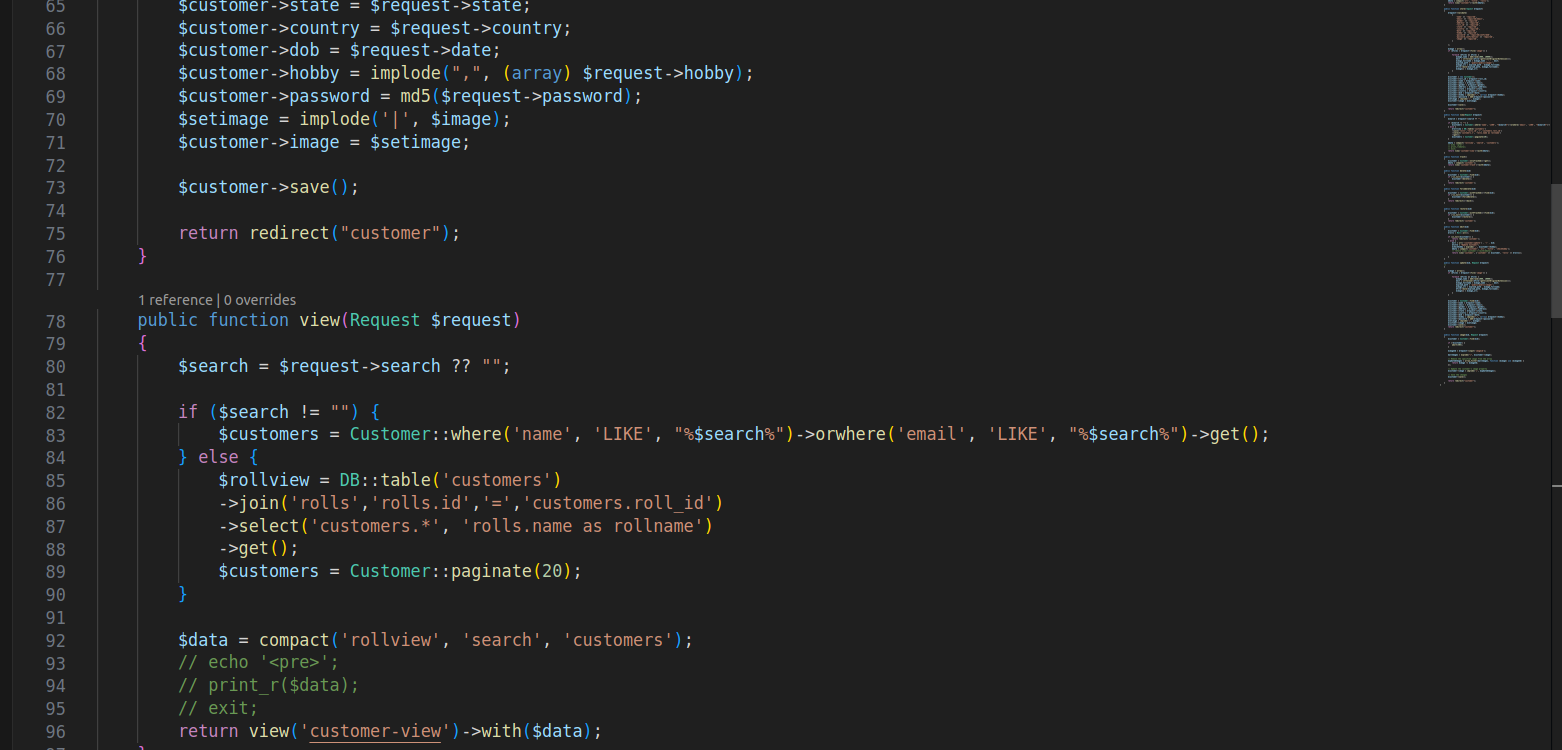 65 $customer->state = $request->state;
66 $customer->country = $request->country;
67 $customer->dob = $request->date;
68 $customer->hobby = implode(",", (array) $request->hobby);
69 $customer->password = md5($request->password);
70 $setimage = implode('|', $image);
71 $customer->image = $setimage;
72
73 $customer->save();
74
75 return redirect("customer");
76 }
77
1 reference | 0 overrides
78 public function view(Request $request)
79 {
80 $search = $request->search ?? "";
81
82 if ($search != "") {
83 $customers = Customer::where('name', 'LIKE', "%$search%")->orwhere('email', 'LIKE', "%$search%")->get();
84 } else {
85 $rollview = DB::table('customers')
86 ->join('rolls','rolls.id','=','customers.roll_id')
87 ->select('customers.*', 'rolls.name as rollname')
88 ->get();
89 $customers = Customer::paginate(20);
90 }
91
92 $data = compact('rollview', 'search', 'customers');
93 // echo '<pre>';
94 // print_r($data);
95 // exit;
96 return view('customer-view')->with($data);